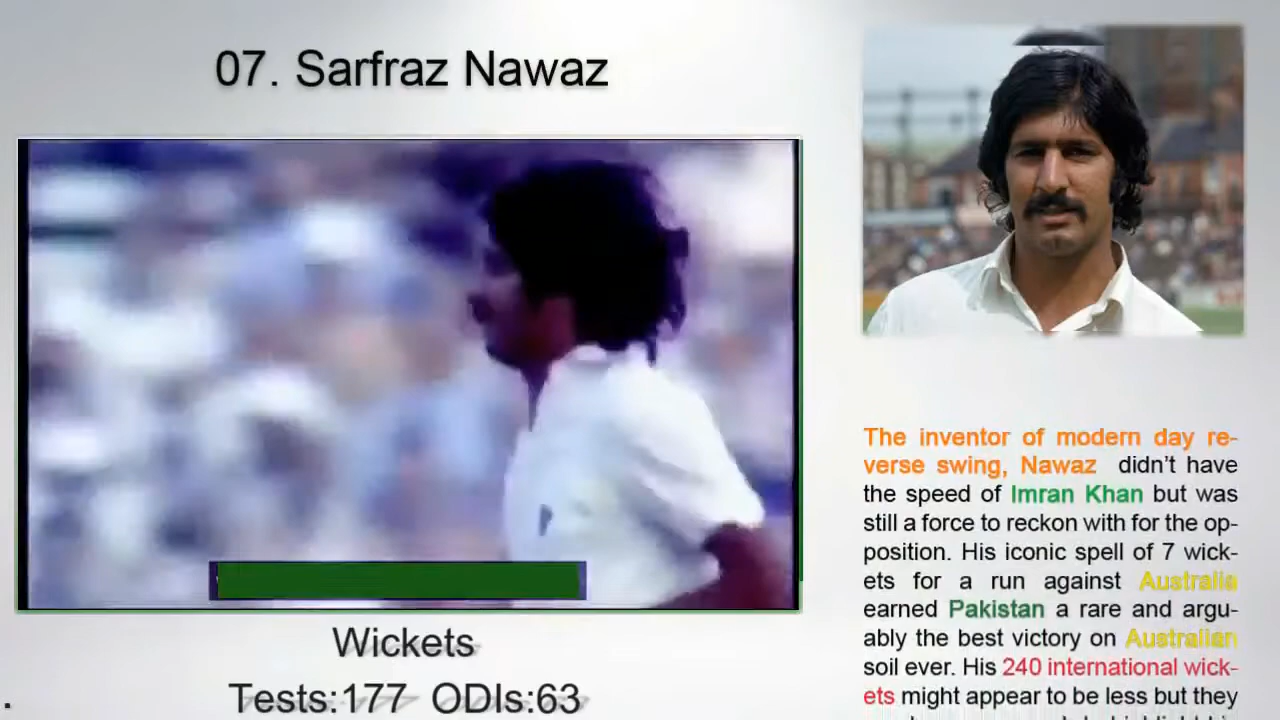 07. Sarfraz Nawaz
The inventor of modern day re-
verse swing, Nawaz didn't have
the speed of Imran Khan but was
still a force to reckon with for the op-
position. His iconic spell of 7 wick-
ets for a run against Australia
earned Pakistan a rare and argu-
ably the best victory on Australian
soil ever. His 240 international wick-
ets might appear to be less but they
Wickets
Tests:177 ODIs:63